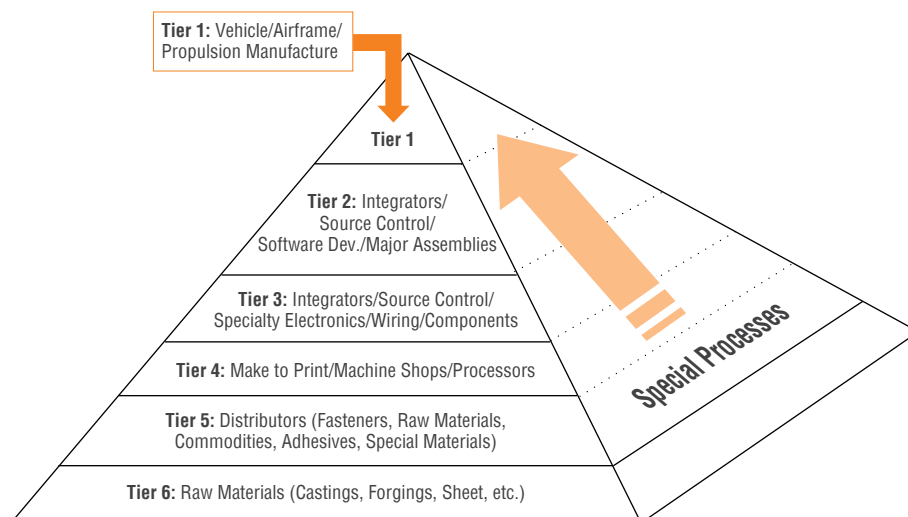 Tier 1: Vehicle/Airframe/
Propulsion Manufacture
Tier 1
Tier 2: Integrators/
Source Control/
Software Dev./Major Assemblies
Tier 3: Integrators/Source Control/
Specialty Electronics/Wiring/Components
Tier 4: Make to Print/Machine Shops/Processors
Tier 5: Distributors (Fasteners, Raw Materials,
Commodities, Adhesives, Special Materials)
Tier 6: Raw Materials (Castings, Forgings, Sheet, etc.)
Special Processes